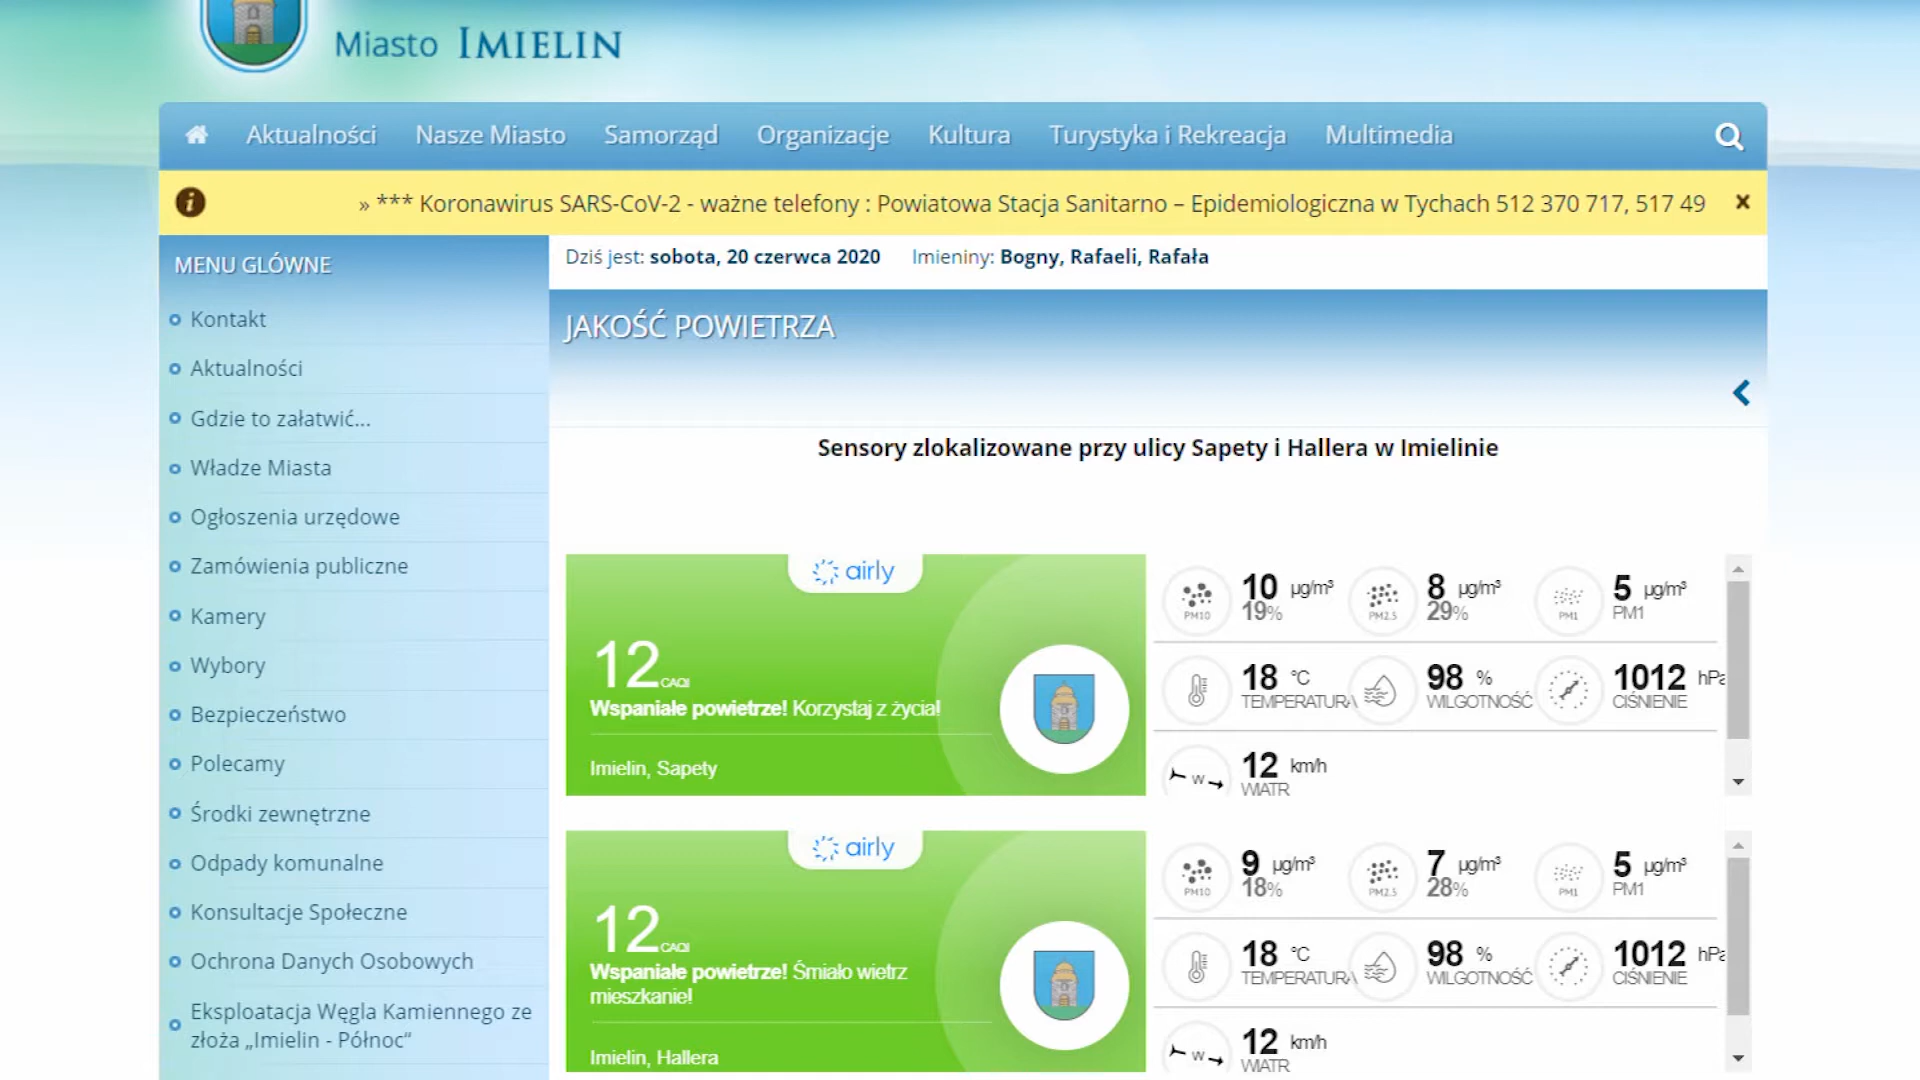 Miasto IMIELIN
Aktualności Nasze Miasto Samorząd Organizacje Kultura Turystyka i Rekreacja Multimedia
» *** Koronawirus SARS-CoV-2 - ważne telefony : Powiatowa Stacja Sanitarno – Epidemiologiczna w Tychach 512 370 717, 517 49
MENU GLÓWNE
Kontakt
Aktualności
Gdzie to załatwić...
Władze Miasta
Ogłoszenia urzędowe
Zamówienia publiczne
Kamery
Wybory
Bezpieczeństwo
Polecamy
Środki zewnętrzne
Odpady komunalne
Konsultacje Społeczne
Ochrona Danych Osobowych
Eksploatacja Węgla Kamiennego ze
złoża „Imielin - Północ“
Dziś jest: sobota, 20 czerwca 2020 Imieniny: Bogny, Rafaeli, Rafała
JAKOŚĆ POWIETRZA
Sensory zlokalizowane przy ulicy Sapety i Hallera w Imielinie
airly
12 CAQI
Wspaniałe powietrze! Korzystaj z życia!
Imielin, Sapety
PM10 10 µg/m³ 19%
PM2.5 8 µg/m³ 29%
PM1 5 µg/m³ PM1
18 °C TEMPERATURA
98 % WILGOTNOŚĆ
1012 hPa CIŚNIENIE
W 12 km/h WIATR
airly
12 CAQI
Wspaniałe powietrze! Śmiało wietrz
mieszkanie!
Imielin, Hallera
PM10 9 µg/m³ 18%
PM2.5 7 µg/m³ 28%
PM1 5 µg/m³ PM1
18 °C TEMPERATURA
98 % WILGOTNOŚĆ
1012 hPa CIŚNIENIE
W 12 km/h WIATR